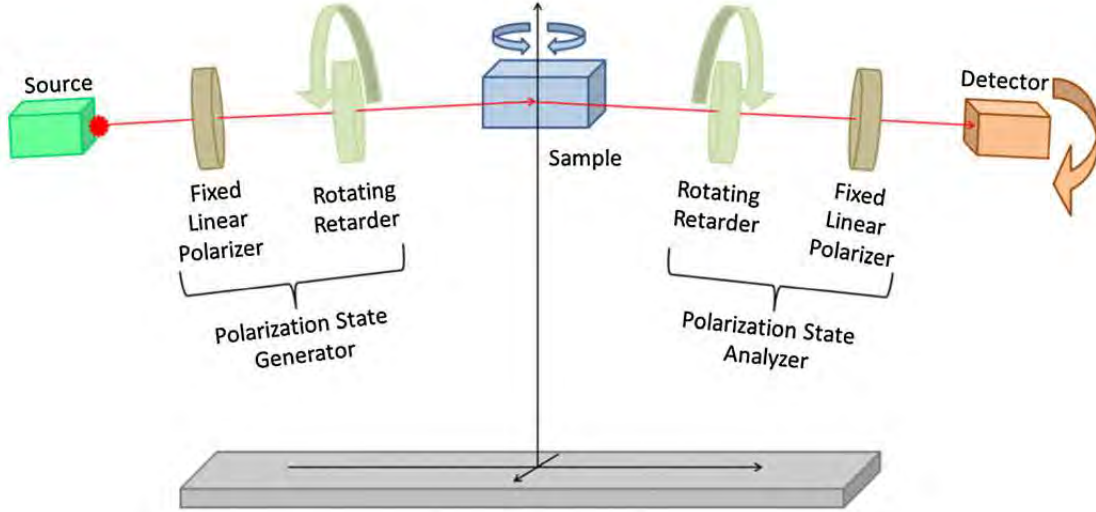 Source
Fixed
Linear
Polarizer
Rotating
Retarder
Polarization State
Generator
Sample
Rotating
Retarder
Fixed
Linear
Polarizer
Polarization State
Analyzer
Detector